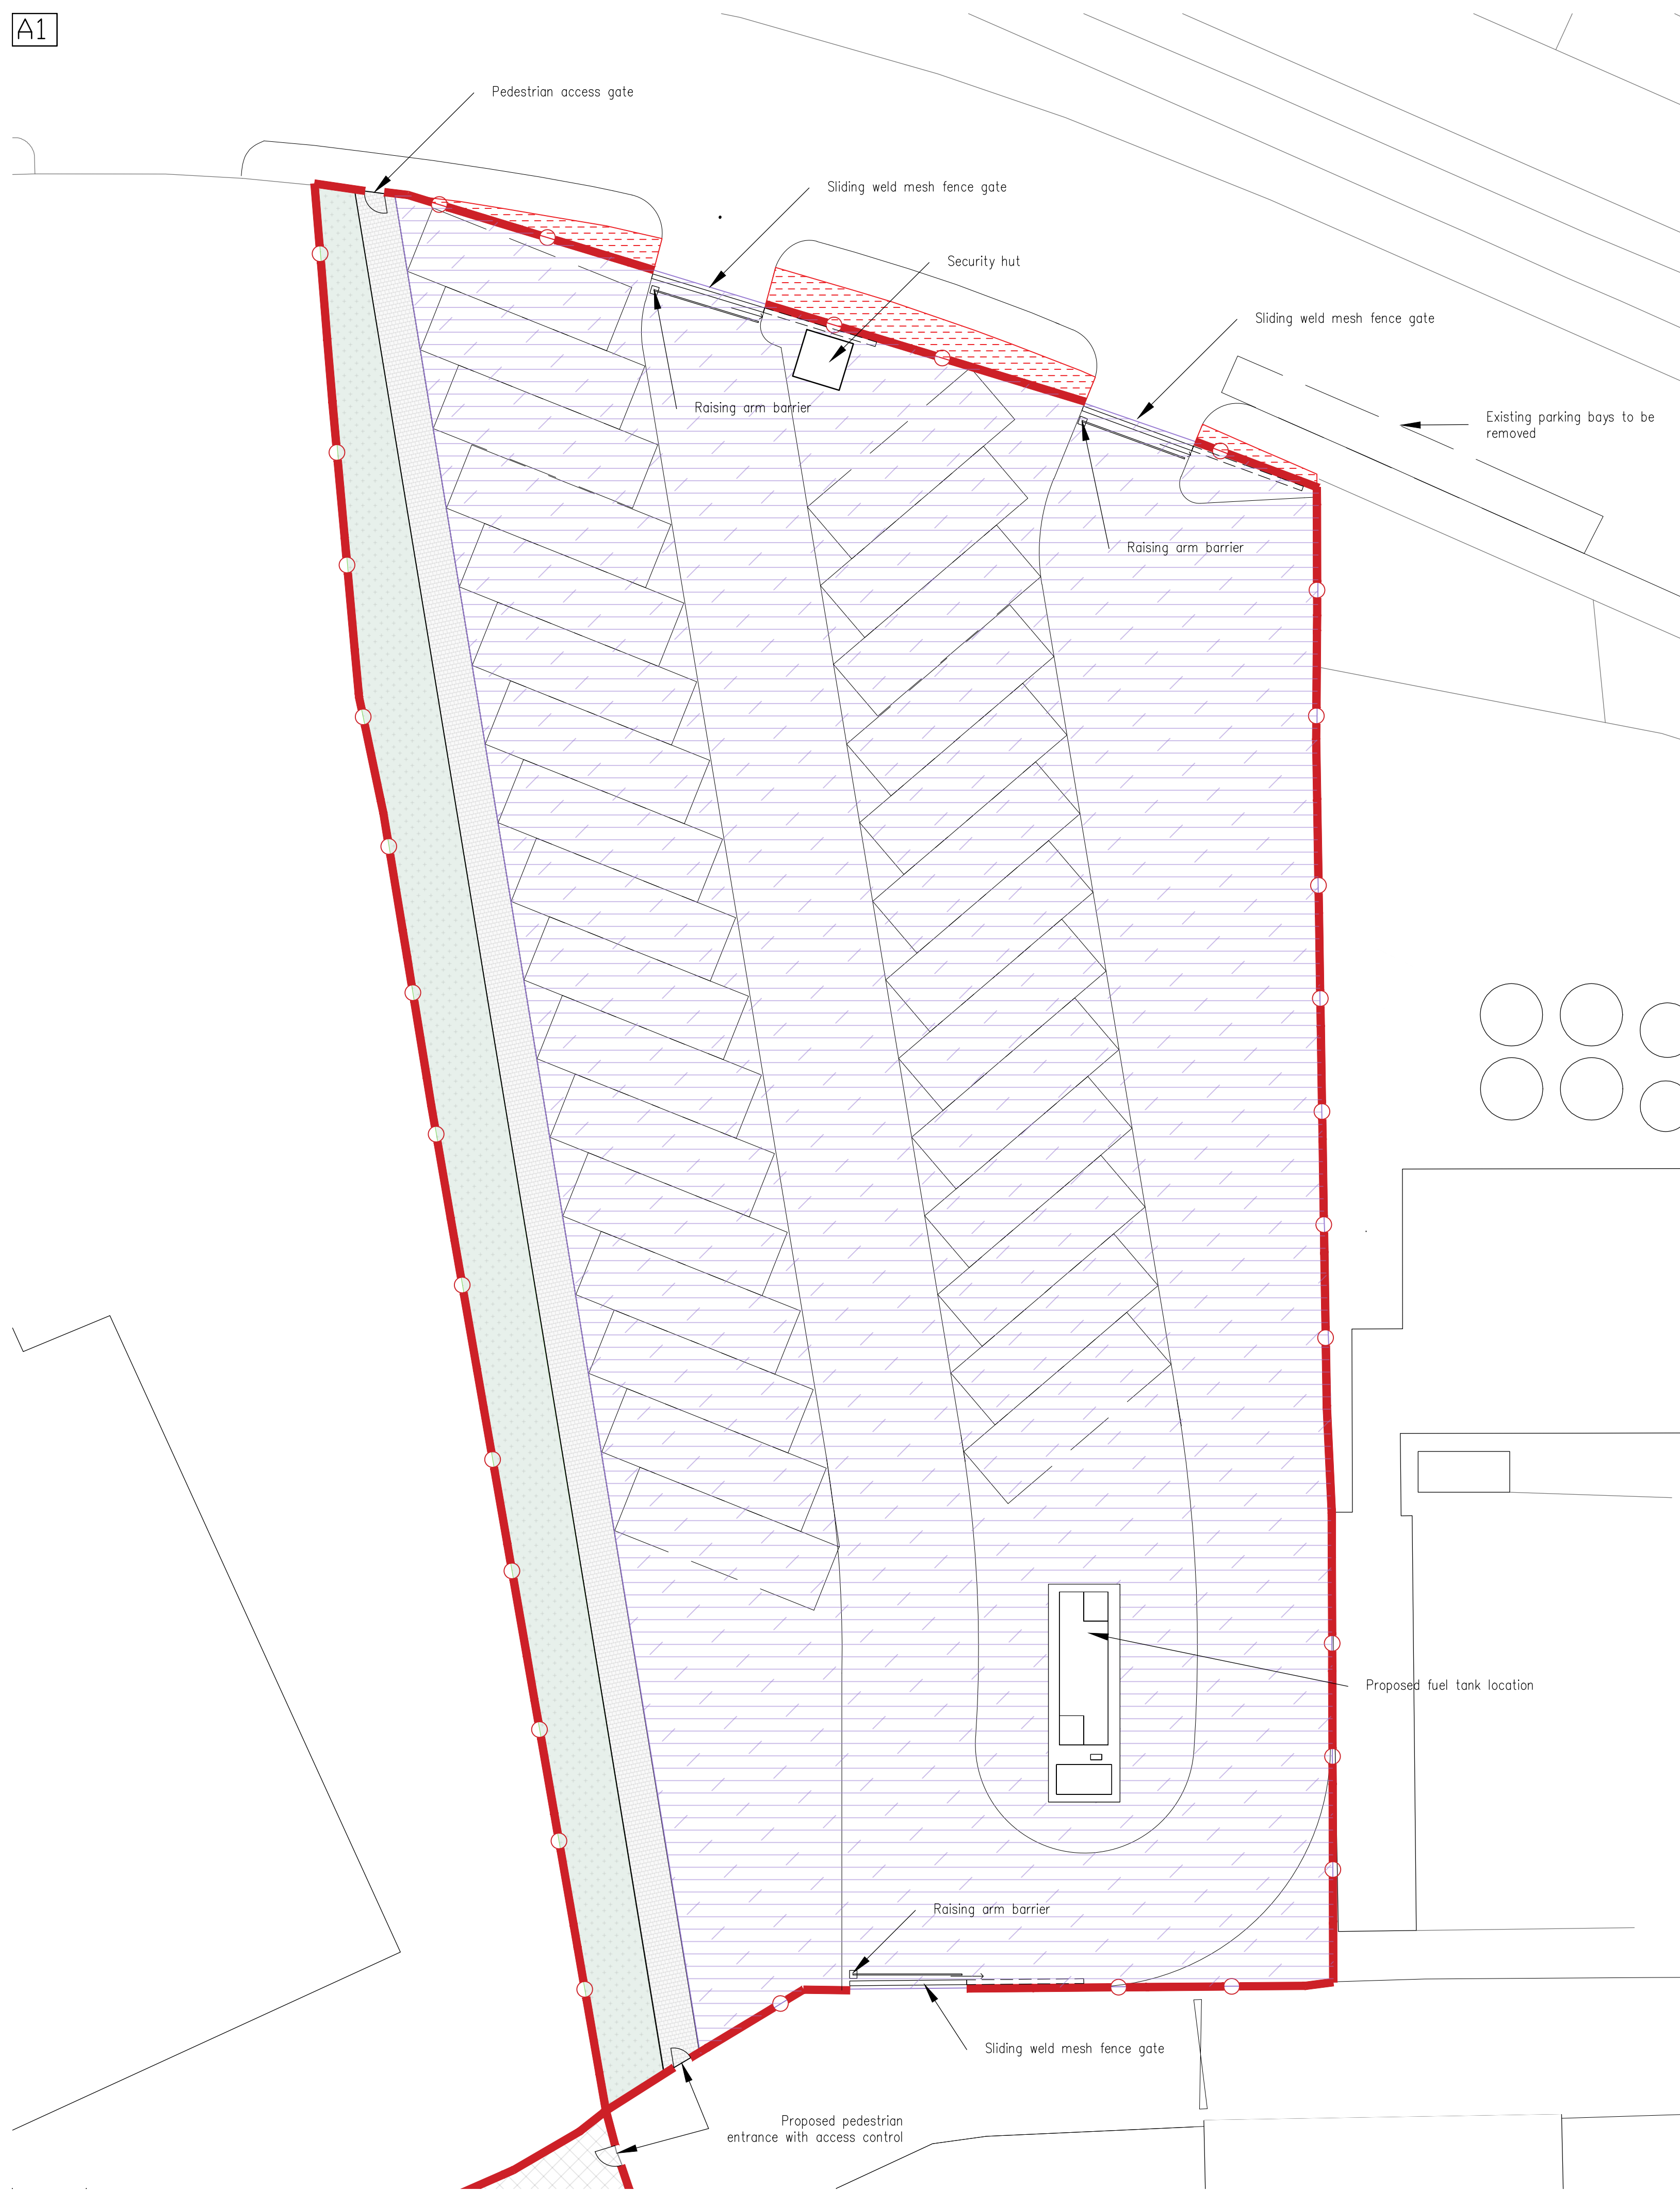 A1
Pedestrian access gate
Sliding weld mesh fence gate
Security hut
Sliding weld mesh fence gate
Raising arm barrier
Existing parking bays to be
removed
Raising arm barrier
Proposed fuel tank location
Raising arm barrier
Sliding weld mesh fence gate
Proposed pedestrian
entrance with access control